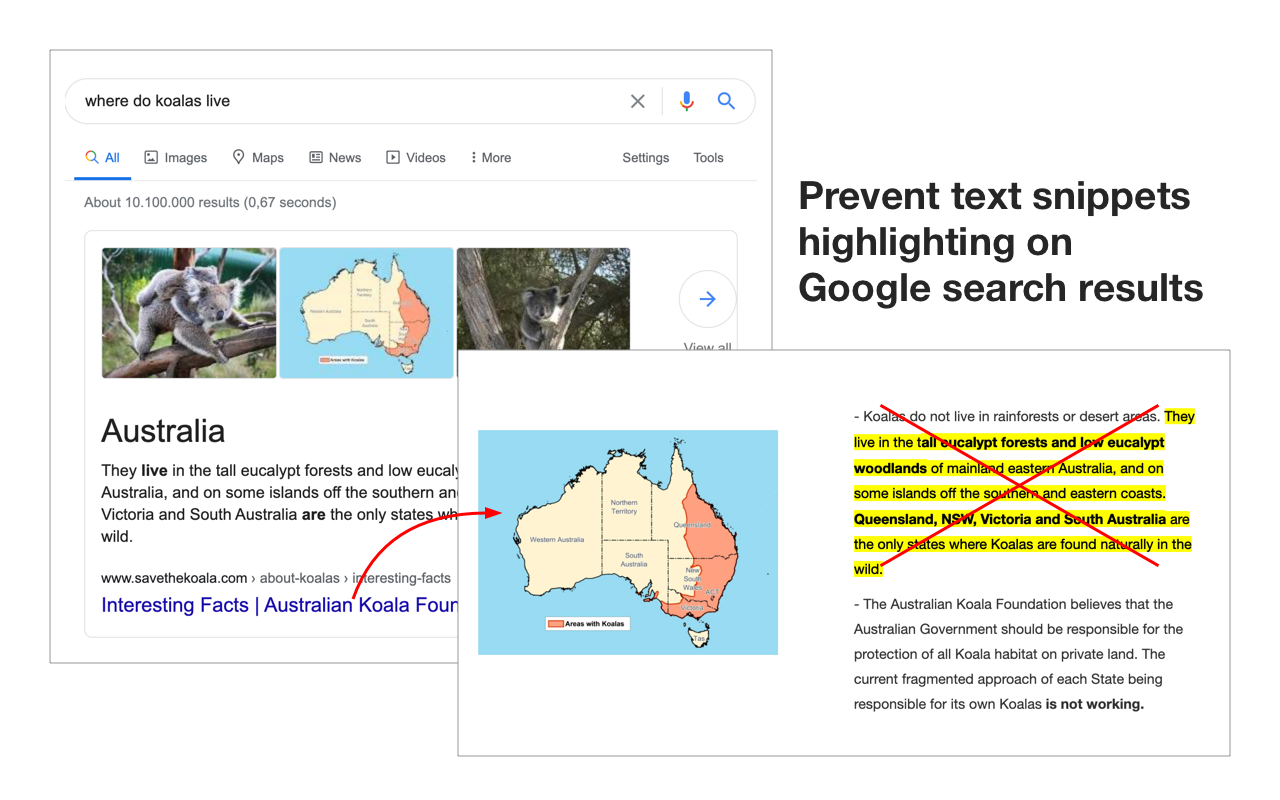 where do koalas live
All Images Maps News Videos More Settings Tools
About 10.100.000 results (0,67 seconds)
Prevent text snippets
highlighting on
Google search results
Northern
Territory
Western Australia
South
Australia
Areas with Koalas
View all
Australia
They live in the tall eucalypt forests and low eucaly
Australia, and on some islands off the southern an
Victoria and South Australia are the only states wh
wild.
www.savethekoala.com › about-koalas › interesting-facts
Interesting Facts | Australian Koala Foun
Northern
Territory
Queensland
Western Australia
South
Australia
New
South
Wales
ACT
Victoria
Areas with Koalas
Tas
- Koalas do not live in rainforests or desert areas. They
live in the tall eucalypt forests and low eucalypt
woodlands of mainland eastern Australia, and on
some islands off the southern and eastern coasts.
Queensland, NSW, Victoria and South Australia are
the only states where Koalas are found naturally in the
wild.
- The Australian Koala Foundation believes that the
Australian Government should be responsible for the
protection of all Koala habitat on private land. The
current fragmented approach of each State being
responsible for its own Koalas is not working.